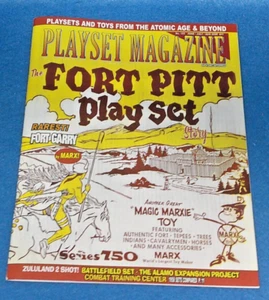 PLAYSETS AND TOYS FROM THE ATOMIC AGE & BEYOND
PLAYSET MAGAZINE
The
FORT PITT
play set
RAREST!
FORT GARRY
by MARX!
ANOTHER GREAT
"MAGIC MARXIE"
TOY
FEATURING
AUTHENTIC FORT - TEPEES - TREES
INDIANS - CAVALRYMEN - HORSES
- AND MANY ACCESSORIES -
MARX
Series 750
ZULULAND 2 SHOT! BATTLEFIELD SET - THE ALAMO EXPANSION PROJECT
COMBAT TRAINING CENTER